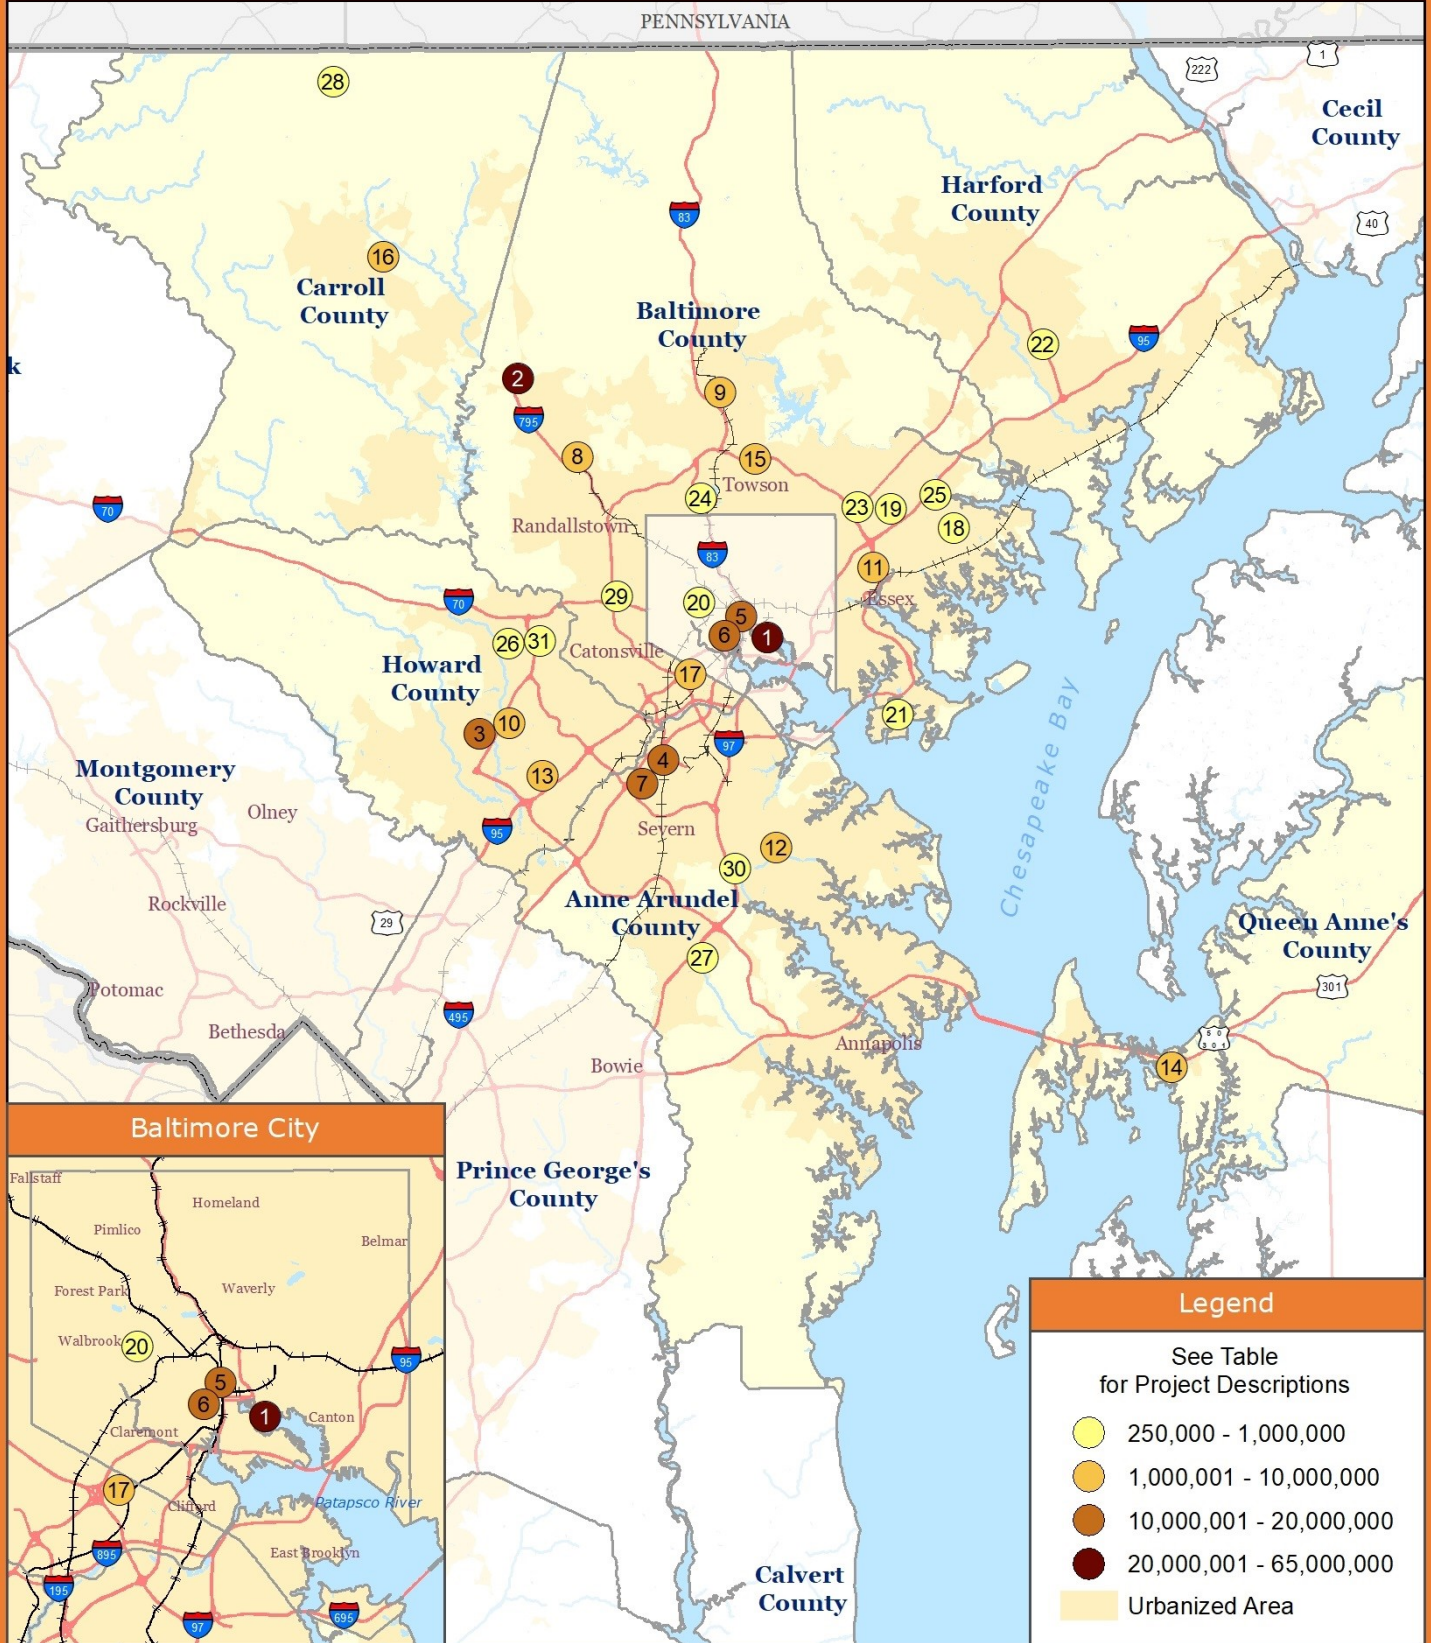 PENNSYLVANIA
28
222
1
Cecil
County
Harford
County
83
40
16
Carroll
County
Baltimore
County
22
95
k
2
9
795
8
15
Towson
24
25
23
19
18
70
Randallstown
83
11
Essex
70
29
20
5
6
1
26
31
Catonsville
Howard
County
17
21
3
10
97
4
13
7
Montgomery
County
Gaithersburg
Olney
95
Severn
12
30
Chesapeake Bay
Anne Arundel
County
Rockville
29
Queen Anne's
County
27
Potomac
301
495
Bethesda
Annapolis
50
301
Bowie
14
Baltimore City
Fallstaff
Homeland
Pimlico
Belmar
Forest Park
Waverly
Walbrook
20
95
5
6
1
Canton
Claremont
17
Clifford
Patapsco River
895
East Brooklyn
195
97
695
Prince George's
County
Calvert
County
Legend
See Table
for Project Descriptions
250,000 - 1,000,000
1,000,001 - 10,000,000
10,000,001 - 20,000,000
20,000,001 - 65,000,000
Urbanized Area